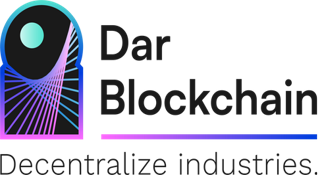 Dar
Blockchain
Decentralize industries.